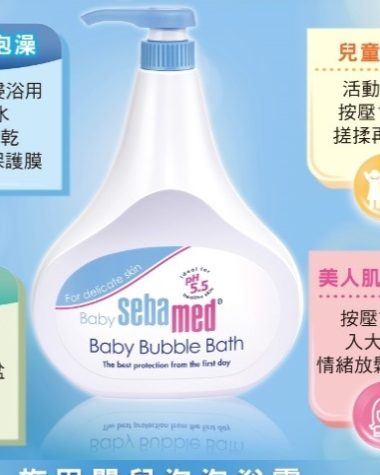 泡澡
浸浴用
水
乾
保護膜
兒童
活動
按壓
搓揉再
For delicate skin
ideal for
pH
5.5
healthy skin
Baby sebamed®
Baby Bubble Bath
The best protection from the first day
美人肌
按壓
入大
情緒放鬆
盆